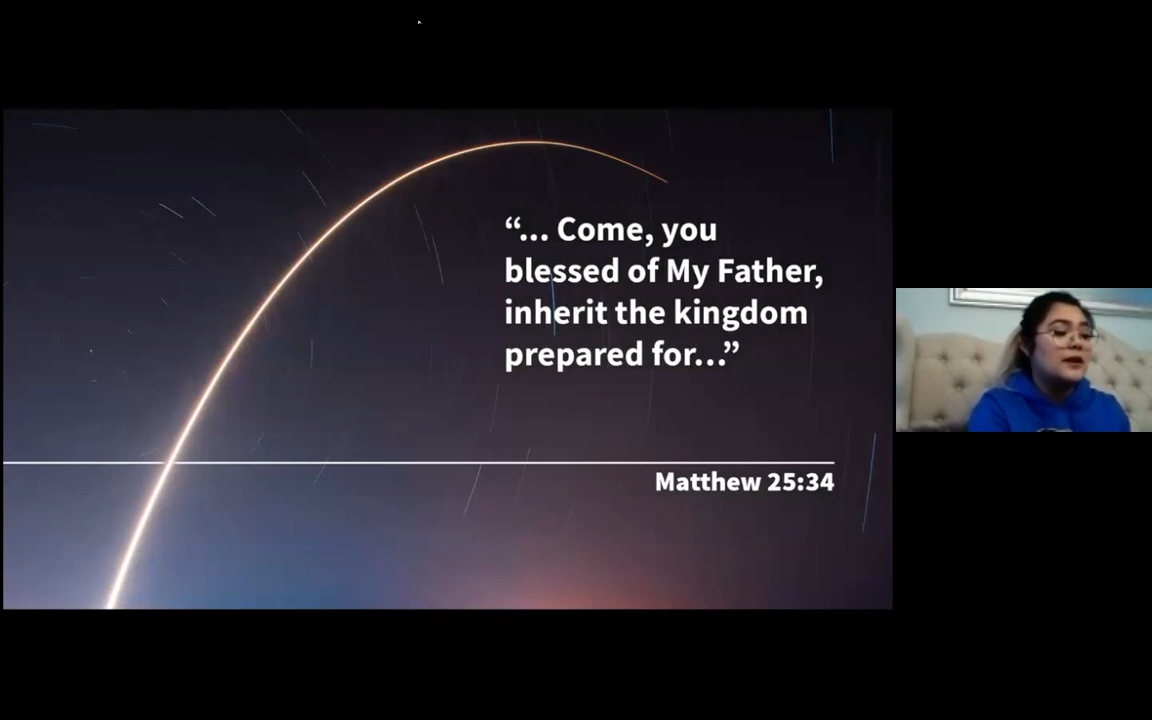 “... Come, you
blessed of My Father,
inherit the kingdom
prepared for...”
Matthew 25:34